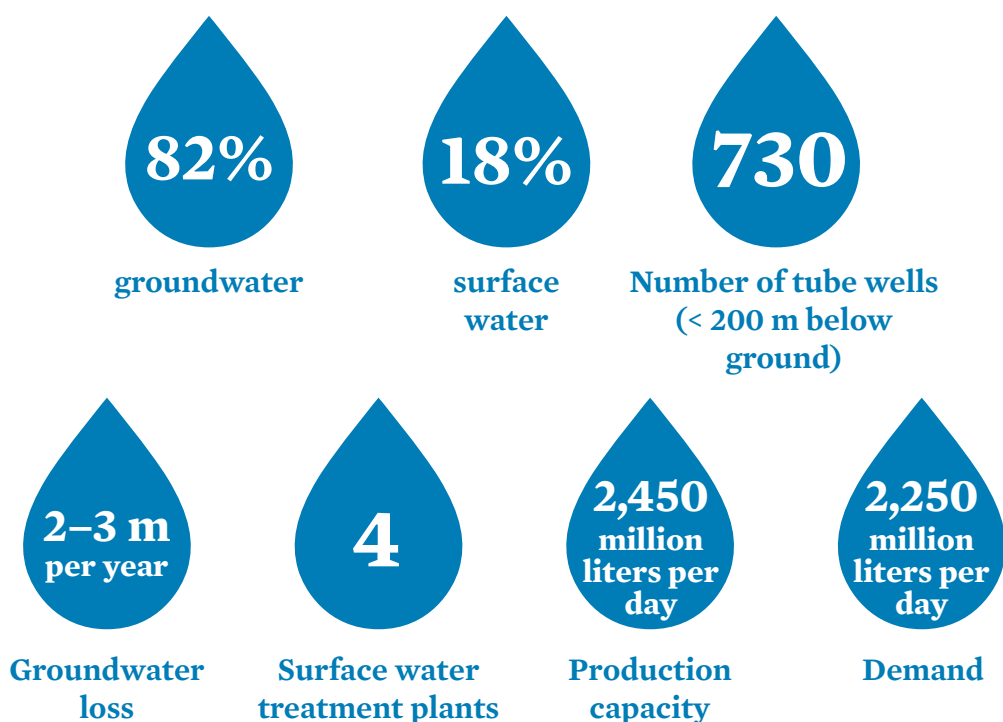 82%
18%
730
groundwater
surface
water
Number of tube wells
(< 200 m below
ground)
2–3 m
per year
4
2,450
million
liters per
day
2,250
million
liters per
day
Groundwater
loss
Surface water
treatment plants
Production
capacity
Demand